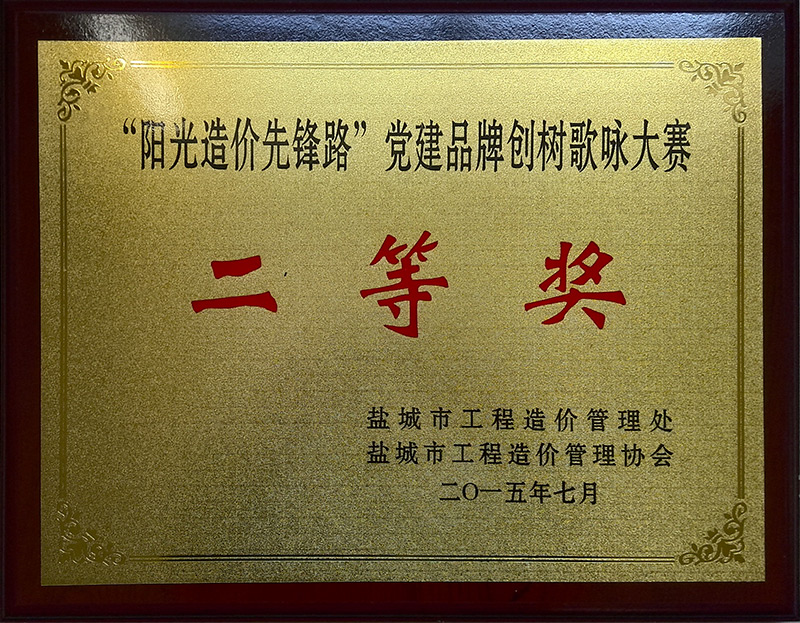 “阳光造价先锋路”党建品牌创树歌咏大赛
二等奖
盐城市工程造价管理处
盐城市工程造价管理协会
二〇一五年七月